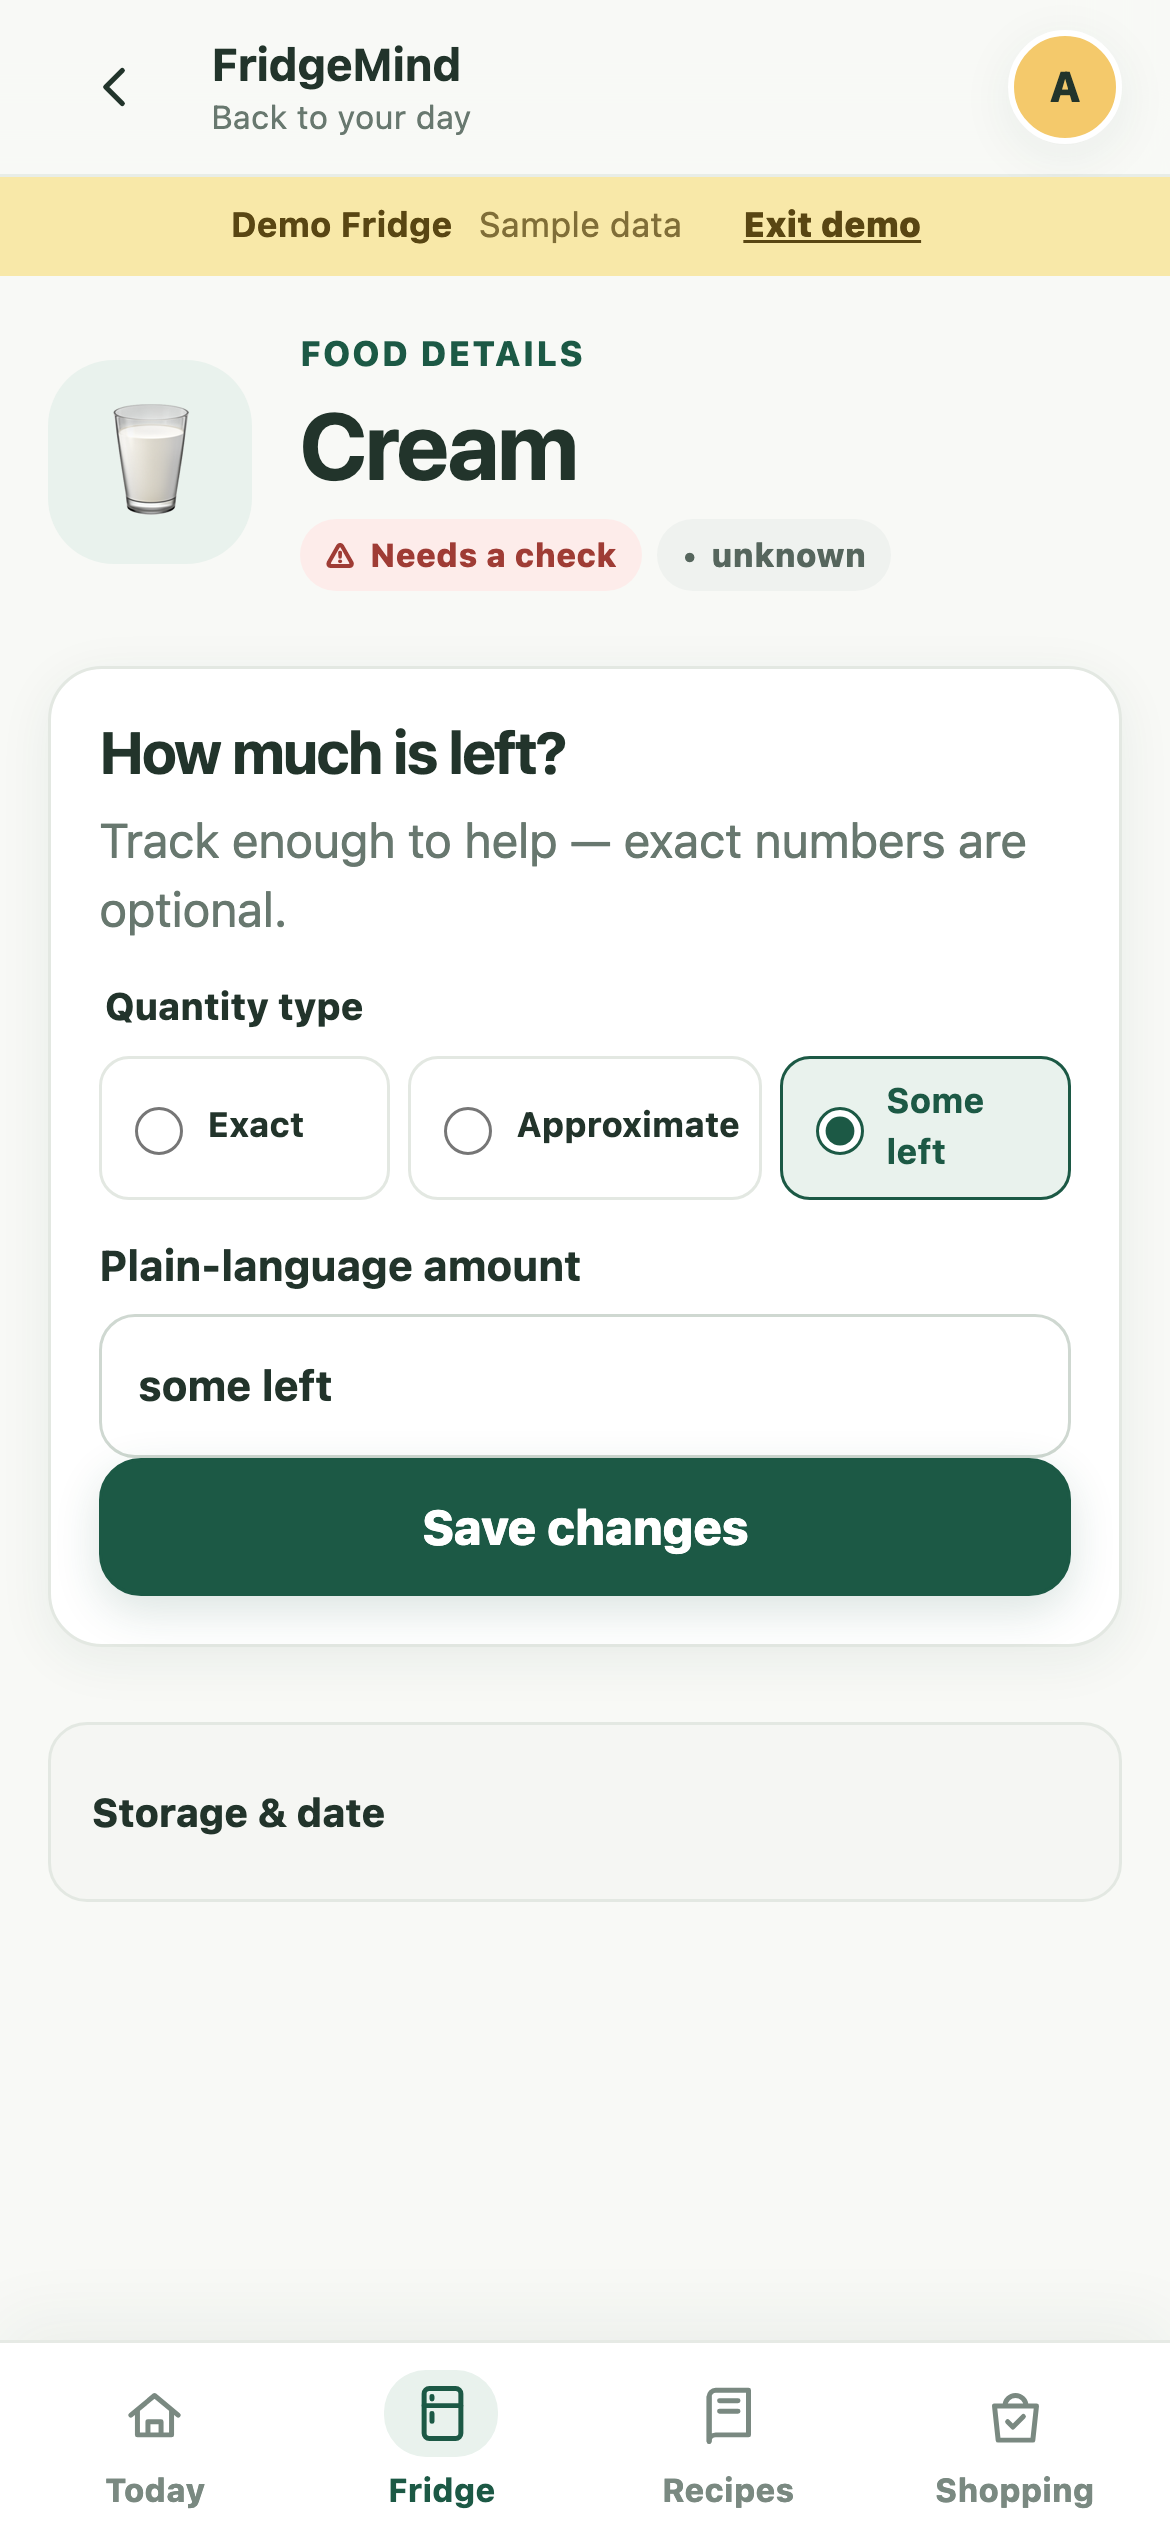 FridgeMind
Back to your day
A
Demo Fridge Sample data Exit demo
FOOD DETAILS
Cream
Needs a check • unknown
How much is left?
Track enough to help — exact numbers are
optional.
Quantity type
Exact
Approximate
Some
left
Plain-language amount
some left
Save changes
Storage & date
Today
Fridge
Recipes
Shopping